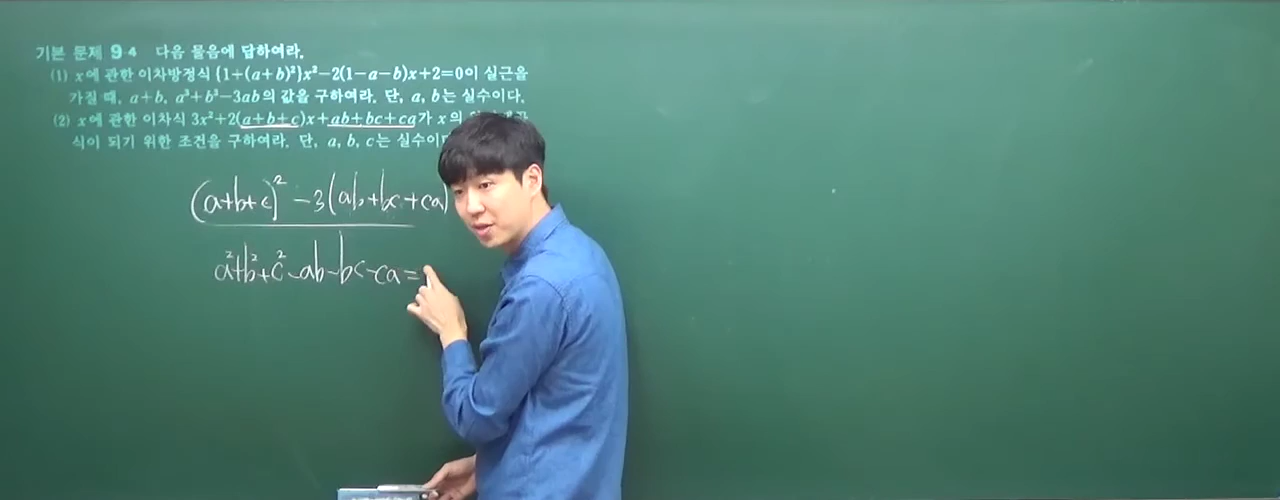 기본 문제 9·4 다음 물음에 답하여라.
(1) x에 관한 이차방정식 {1+(a+b)²}x²-2(1-a-b)x+2=0이 실근을
가질 때, a+b, a³+b³-3ab의 값을 구하여라. 단, a, b는 실수이다.
(2) x에 관한 이차식 3x²+2(a+b+c)x+ab+bc+ca가 x의
식이 되기 위한 조건을 구하여라. 단, a, b, c는
(a+b+c)² -3(ab+bc+ca)
a²+b²+c²-ab-bc-ca=